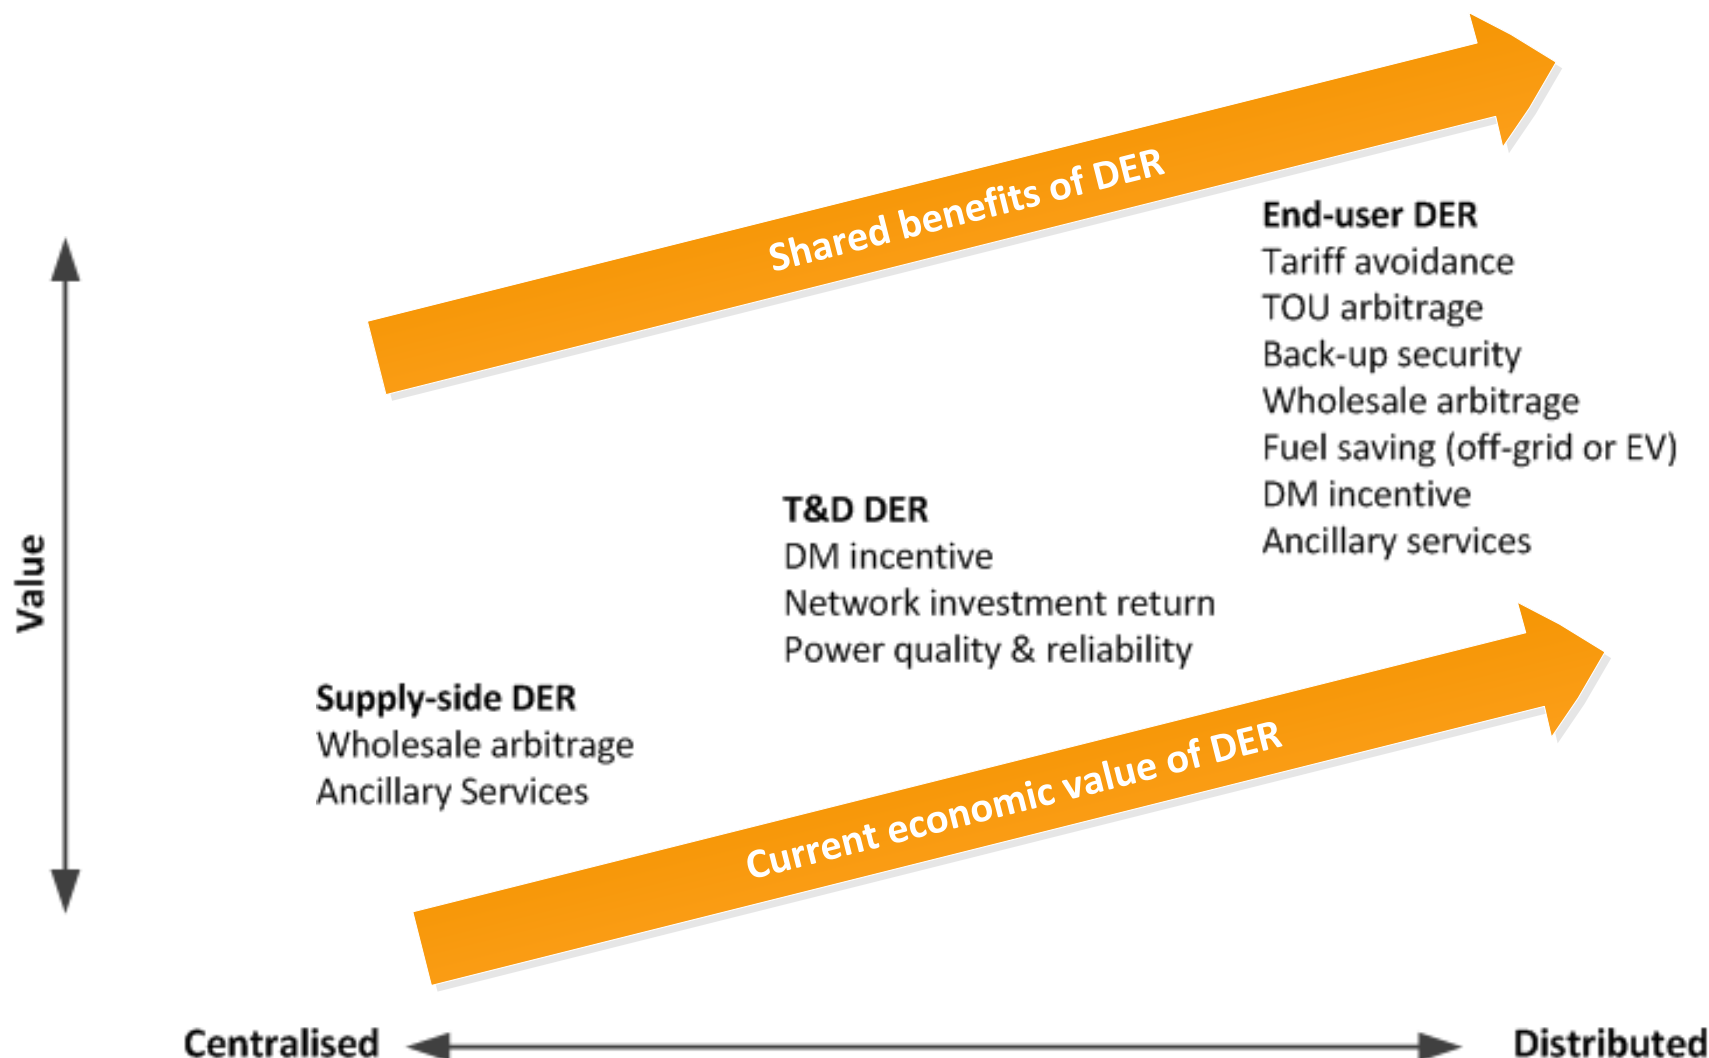 Shared benefits of DER
End-user DER
Tariff avoidance
TOU arbitrage
Back-up security
Wholesale arbitrage
Fuel saving (off-grid or EV)
DM incentive
Ancillary services
T&D DER
DM incentive
Network investment return
Power quality & reliability
Supply-side DER
Wholesale arbitrage
Ancillary Services
Current economic value of DER
Value
Centralised
Distributed